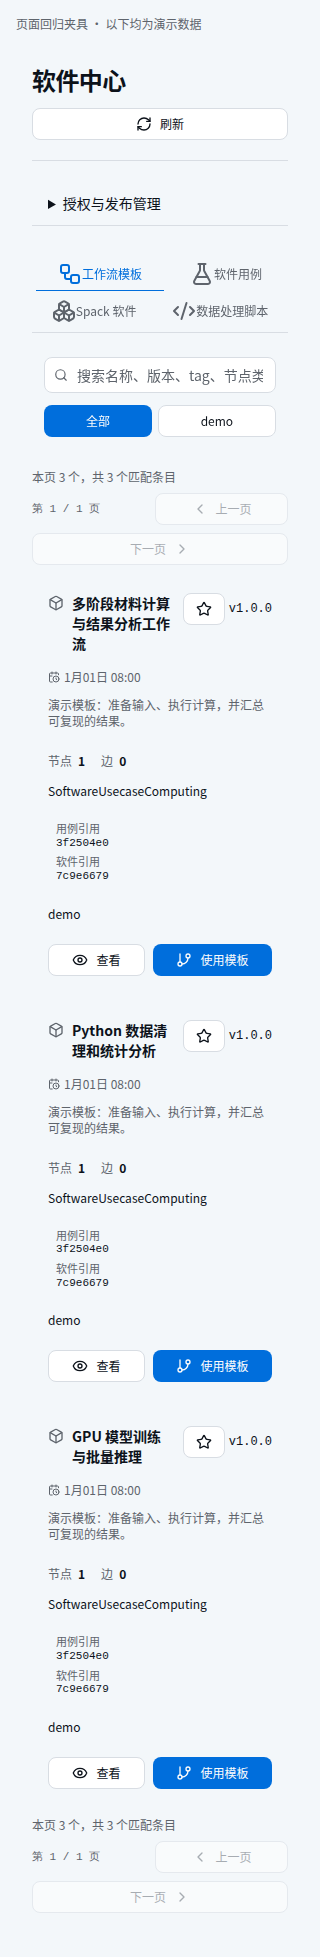 页面回归夹具 · 以下均为演示数据
软件中心
刷新
授权与发布管理
工作流模板
软件用例
Spack 软件
数据处理脚本
搜索名称、版本、tag、节点类
全部
demo
本页 3 个，共 3 个匹配条目
第 1 / 1 页
上一页
下一页
多阶段材料计算
与结果分析工作
流
v1.0.0
1月01日 08:00
演示模板：准备输入、执行计算，并汇总
可复现的结果。
节点 1 边 0
SoftwareUsecaseComputing
用例引用
3f2504e0
软件引用
7c9e6679
demo
查看
使用模板
Python 数据清
理和统计分析
v1.0.0
1月01日 08:00
演示模板：准备输入、执行计算，并汇总
可复现的结果。
节点 1 边 0
SoftwareUsecaseComputing
用例引用
3f2504e0
软件引用
7c9e6679
demo
查看
使用模板
GPU 模型训练
与批量推理
v1.0.0
1月01日 08:00
演示模板：准备输入、执行计算，并汇总
可复现的结果。
节点 1 边 0
SoftwareUsecaseComputing
用例引用
3f2504e0
软件引用
7c9e6679
demo
查看
使用模板
本页 3 个，共 3 个匹配条目
第 1 / 1 页
上一页
下一页